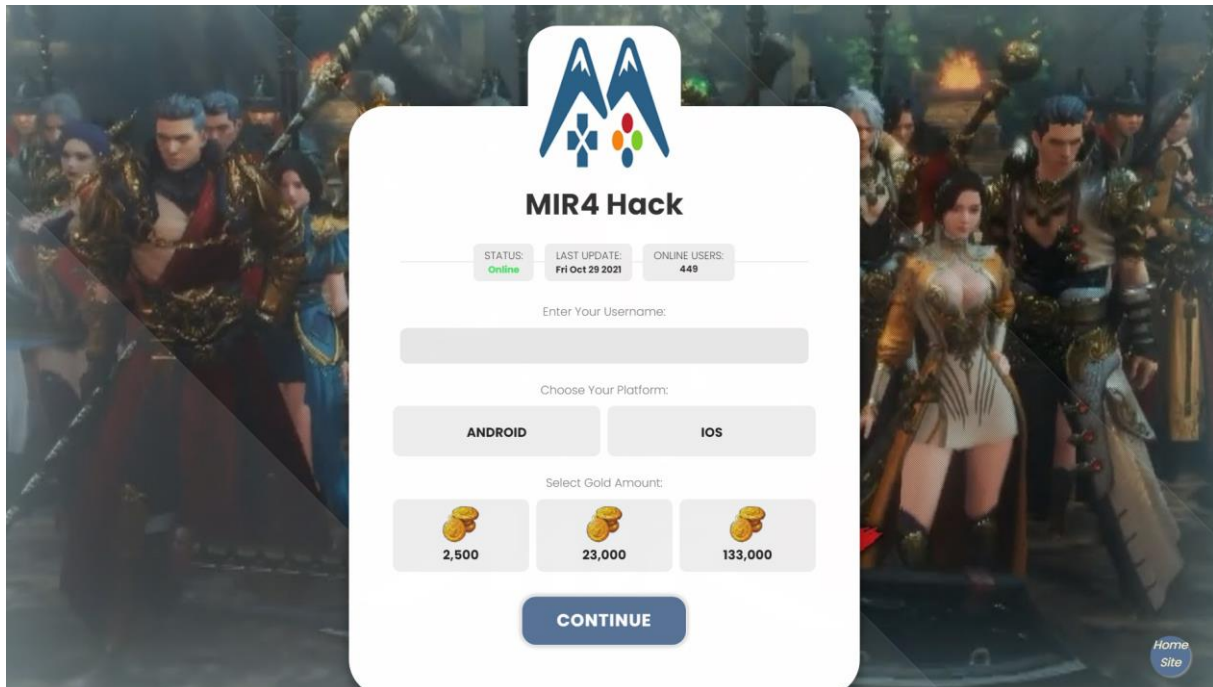 MIR4 Hack
STATUS:
Online
LAST UPDATE:
Fri Oct 29 2021
ONLINE USERS:
449
Enter Your Username:
Choose Your Platform:
ANDROID
IOS
Select Gold Amount:
2,500
23,000
133,000
CONTINUE
Home
Site